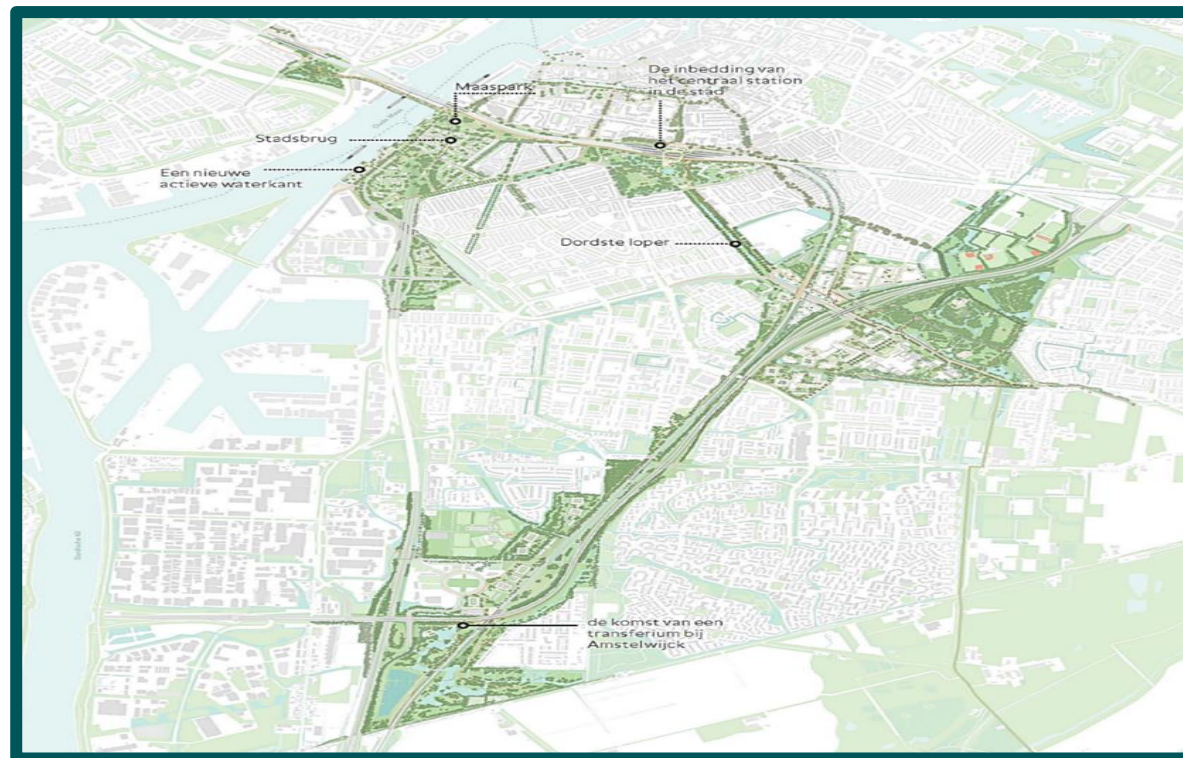 De inbedding van
het centraal station
in de stad
Maaspark
Stadsbrug
Een nieuwe
actieve waterkant
Dordste loper
de komst van een
transferium bij
Amstelwijck